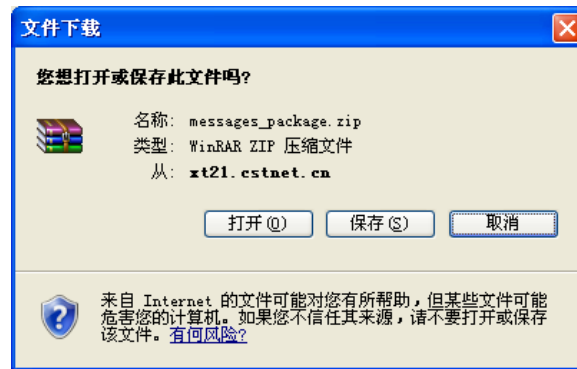 文件下载
您想打开或保存此文件吗?
名称: messages_package.zip
类型: WinRAR ZIP 压缩文件
从: xt21.cstnet.cn
打开(O) 保存(S) 取消
来自 Internet 的文件可能对您有所帮助，但某些文件可能
危害您的计算机。如果您不信任其来源，请不要打开或保存
该文件。有何风险?